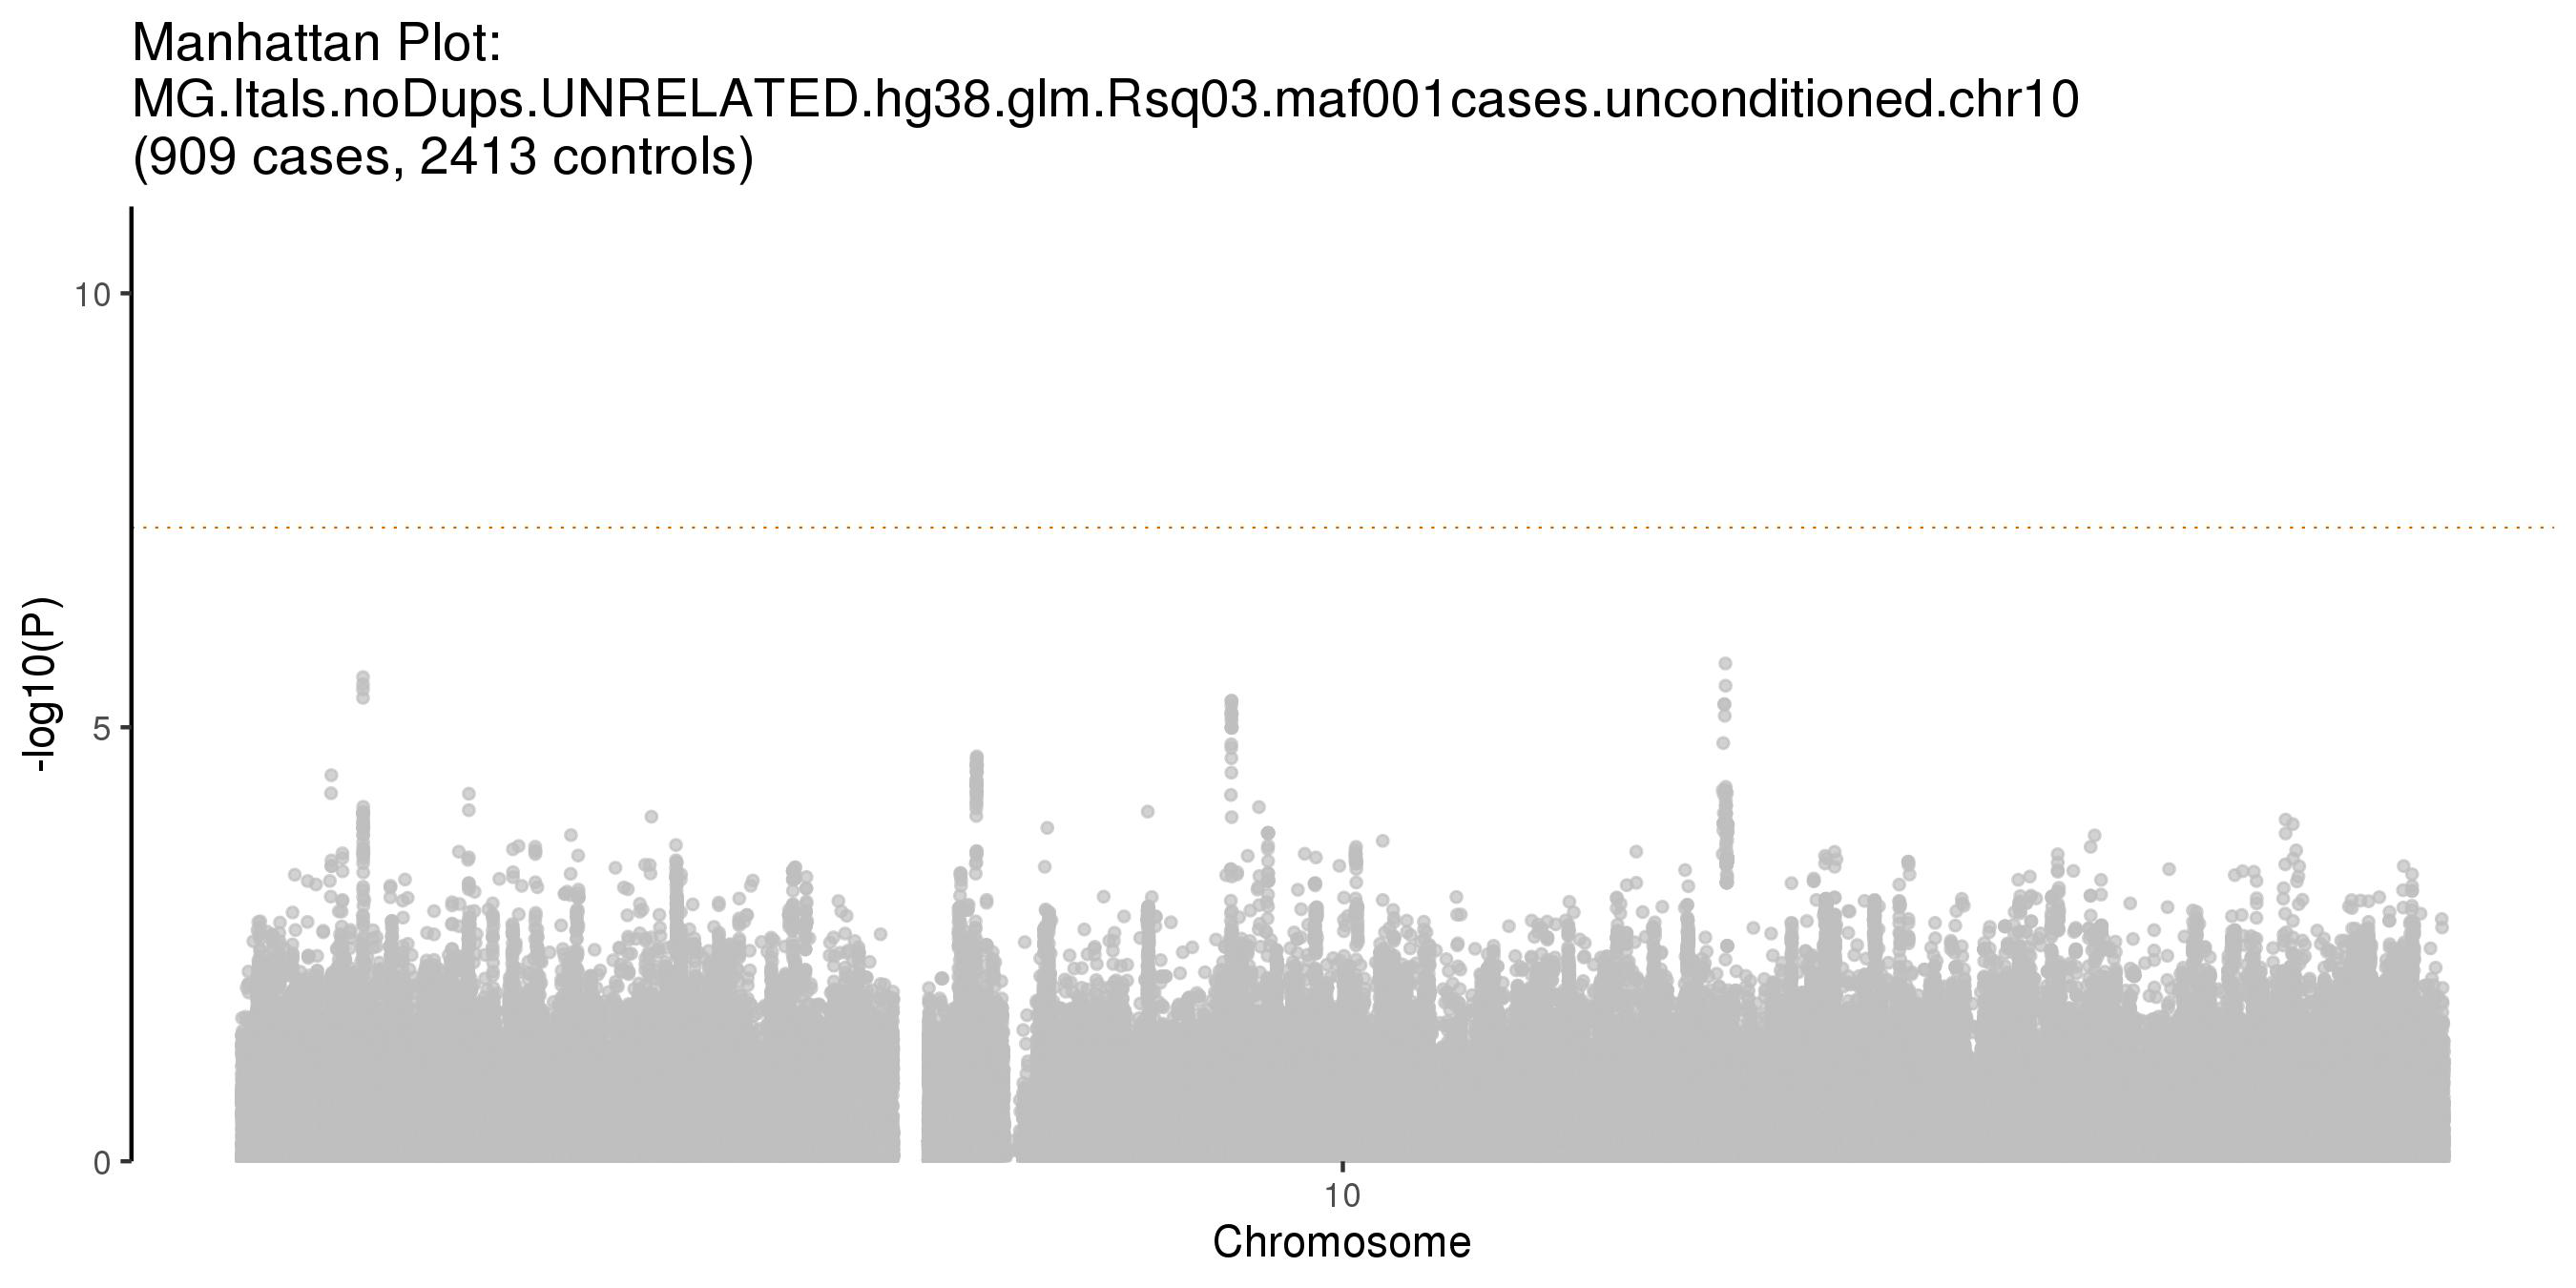 Manhattan Plot:
MG.Itals.noDups.UNRELATED.hg38.glm.Rsq03.maf001cases.unconditioned.chr10
(909 cases, 2413 controls)
10
5
0
-log10(P)
10
Chromosome